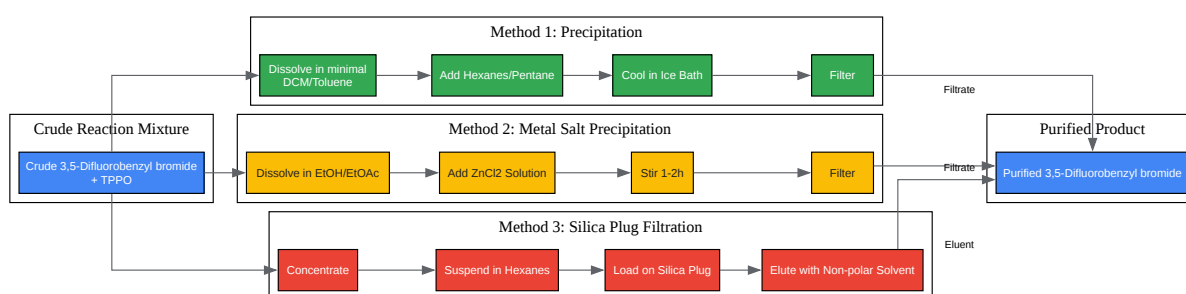 Method 1: Precipitation
Dissolve in minimal
DCM/Toluene
Add Hexanes/Pentane
Cool in Ice Bath
Filter
Filtrate
Crude Reaction Mixture
Crude 3,5-Difluorobenzyl bromide
+ TPPO
Method 2: Metal Salt Precipitation
Dissolve in EtOH/EtOAc
Add ZnCl2 Solution
Stir 1-2h
Filter
Filtrate
Purified Product
Purified 3,5-Difluorobenzyl bromide
Method 3: Silica Plug Filtration
Concentrate
Suspend in Hexanes
Load on Silica Plug
Elute with Non-polar Solvent
Eluent